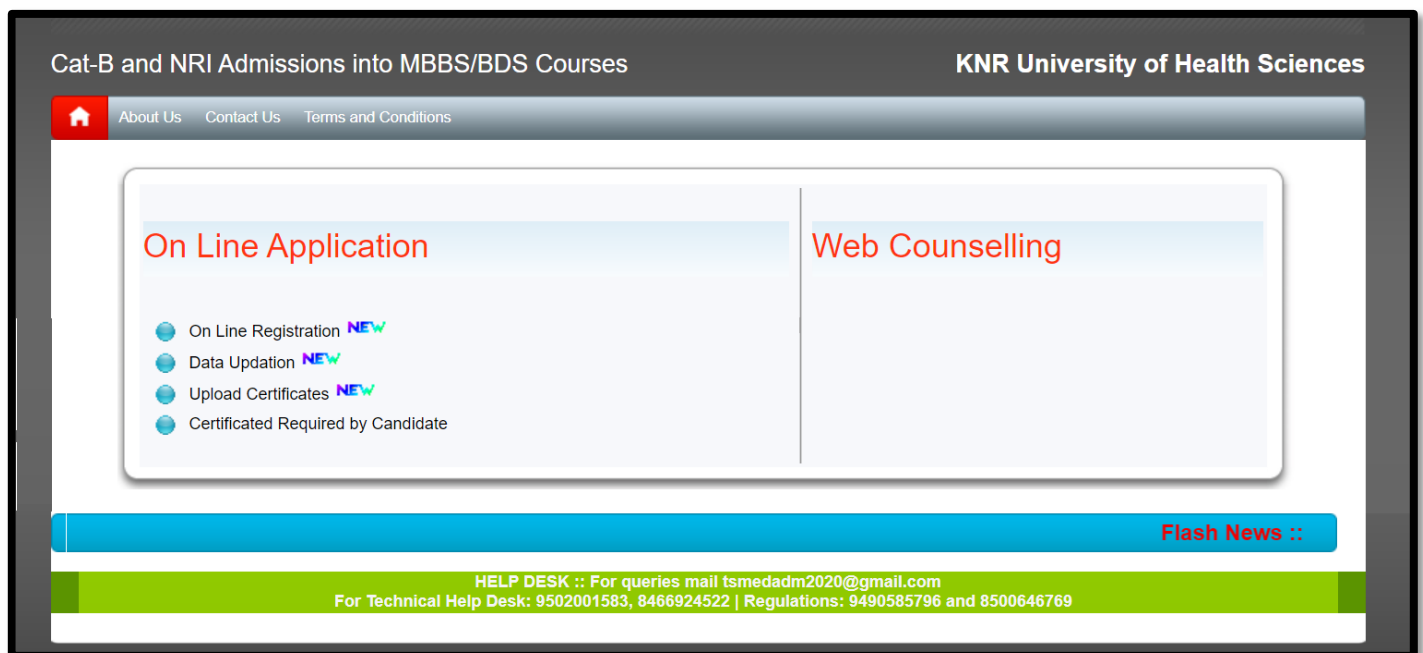 Cat-B and NRI Admissions into MBBS/BDS Courses
KNR University of Health Sciences
About Us Contact Us Terms and Conditions
On Line Application
On Line Registration NEW
Data Updation NEW
Upload Certificates NEW
Certificated Required by Candidate
Web Counselling
Flash News ::
HELP DESK :: For queries mail tsmedadm2020@gmail.com
For Technical Help Desk: 9502001583, 8466924522 | Regulations: 9490585796 and 8500646769